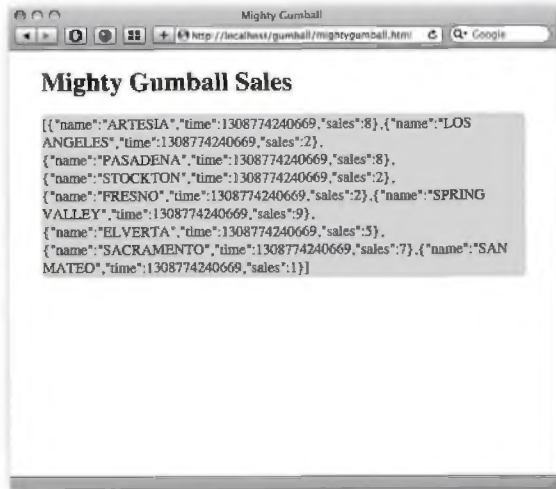 Mighty Gumball
http://localhost/gumball/mightygumball.html
Google
Mighty Gumball Sales
[{"name":"ARTESIA","time":1308774240669,"sales":8},{"name":"LOS
ANGELES","time":1308774240669,"sales":2},
{"name":"PASADENA","time":1308774240669,"sales":8},
{"name":"STOCKTON","time":1308774240669,"sales":2},
{"name":"FRESNO","time":1308774240669,"sales":2},{"name":"SPRING
VALLEY","time":1308774240669,"sales":9},
{"name":"ELVERTA","time":1308774240669,"sales":5},
{"name":"SACRAMENTO","time":1308774240669,"sales":7},{"name":"SAN
MATEO","time":1308774240669,"sales":1}]